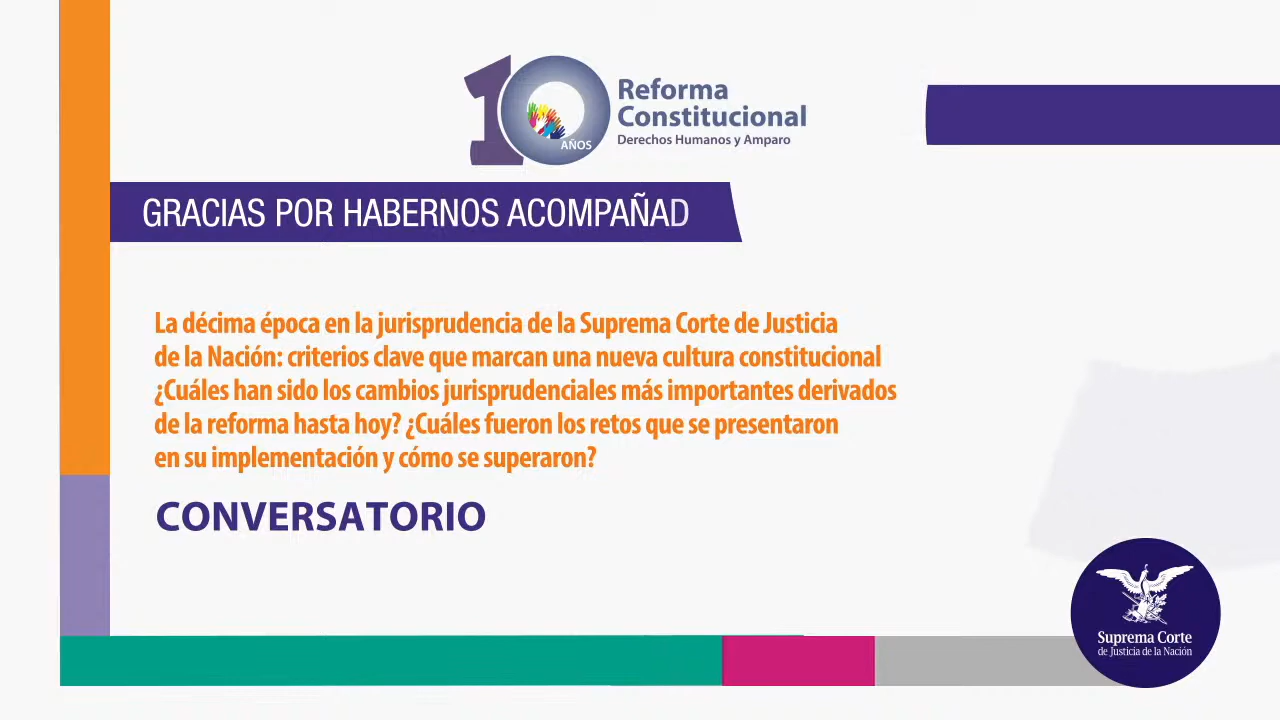 10 AÑOS
Reforma
Constitucional
Derechos Humanos y Amparo
GRACIAS POR HABERNOS ACOMPAÑAD
La décima época en la jurisprudencia de la Suprema Corte de Justicia
de la Nación: criterios clave que marcan una nueva cultura constitucional
¿Cuáles han sido los cambios jurisprudenciales más importantes derivados
de la reforma hasta hoy? ¿Cuáles fueron los retos que se presentaron
en su implementación y cómo se superaron?
CONVERSATORIO
Suprema Corte
de Justicia de la Nación